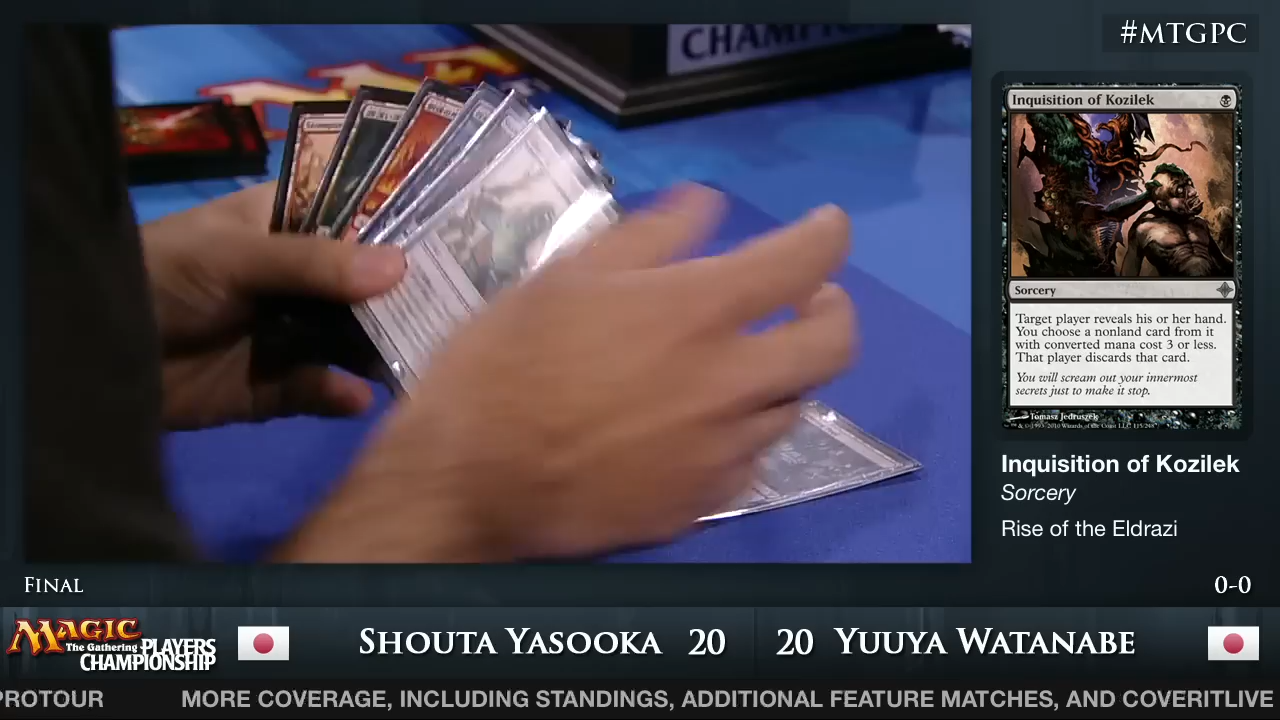 CHAMPI
#MTGPC
Inquisition of Kozilek
Sorcery
Target player reveals his or her hand.
You choose a nonland card from it
with converted mana cost 3 or less.
That player discards that card.
You will scream out your innermost
secrets just to make it stop.
Tomasz Jedruszek
Inquisition of Kozilek
Sorcery
Rise of the Eldrazi
FINAL
0-0
MAGIC
The Gathering
PLAYERS
CHAMPIONSHIP
SHOUTA YASOOKA 20
20 YUUYA WATANABE
PROTOUR MORE COVERAGE, INCLUDING STANDINGS, ADDITIONAL FEATURE MATCHES, AND COVERITLIVE